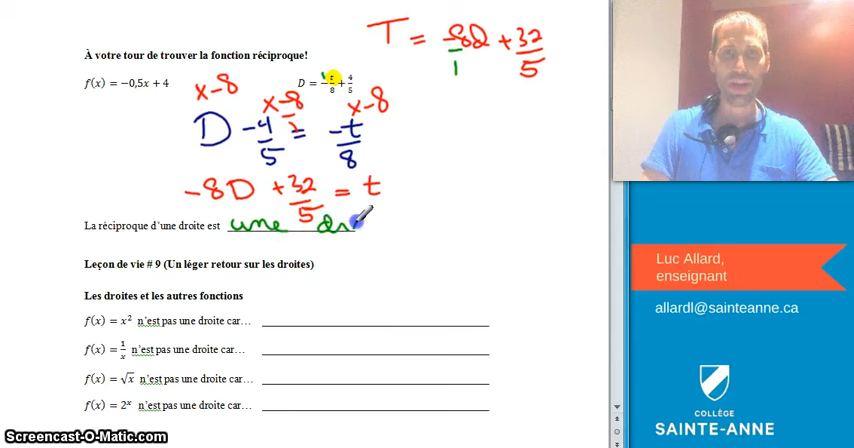 T = -8D + 32/5
1
À votre tour de trouver la fonction réciproque!
f(x) = −0,5x + 4
D = − t/8 + 4/5
x-8 x-8/1 x-8
D - 4/5 = -t/8
-8D + 32/5 = t
La réciproque d'une droite est une dr
Leçon de vie # 9 (Un léger retour sur les droites)
Les droites et les autres fonctions
f(x) = x² n'est pas une droite car…
f(x) = 1/x n'est pas une droite car…
f(x) = √x n'est pas une droite car…
f(x) = 2ˣ n'est pas une droite car…
Luc Allard,
enseignant
allardl@sainteanne.ca
COLLÈGE
SAINTE-ANNE
Screencast-O-Matic.com